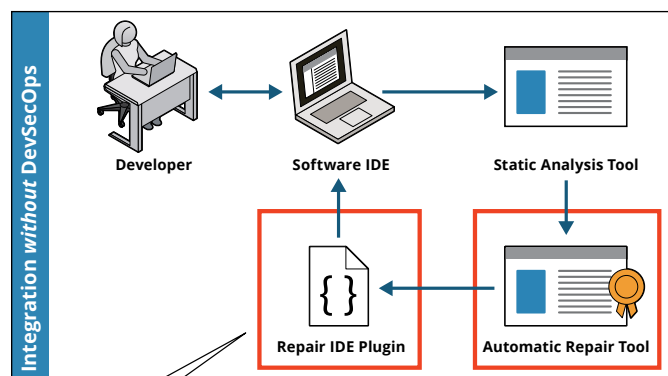 Integration without DevSecOps
Developer
Software IDE
Static Analysis Tool
{ }
Repair IDE Plugin
Automatic Repair Tool